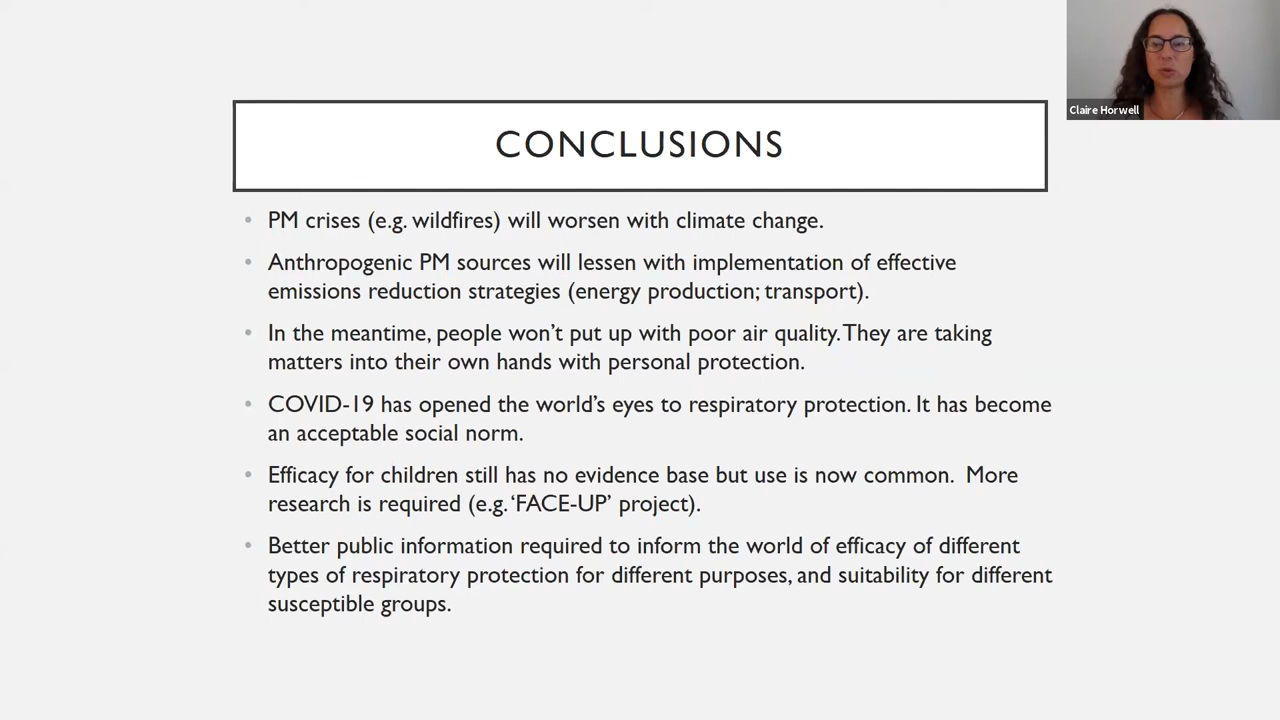 Claire Horwell
CONCLUSIONS
• PM crises (e.g. wildfires) will worsen with climate change.
• Anthropogenic PM sources will lessen with implementation of effective
emissions reduction strategies (energy production; transport).
• In the meantime, people won’t put up with poor air quality. They are taking
matters into their own hands with personal protection.
• COVID-19 has opened the world’s eyes to respiratory protection. It has become
an acceptable social norm.
• Efficacy for children still has no evidence base but use is now common.  More
research is required (e.g. ‘FACE-UP’ project).
• Better public information required to inform the world of efficacy of different
types of respiratory protection for different purposes, and suitability for different
susceptible groups.